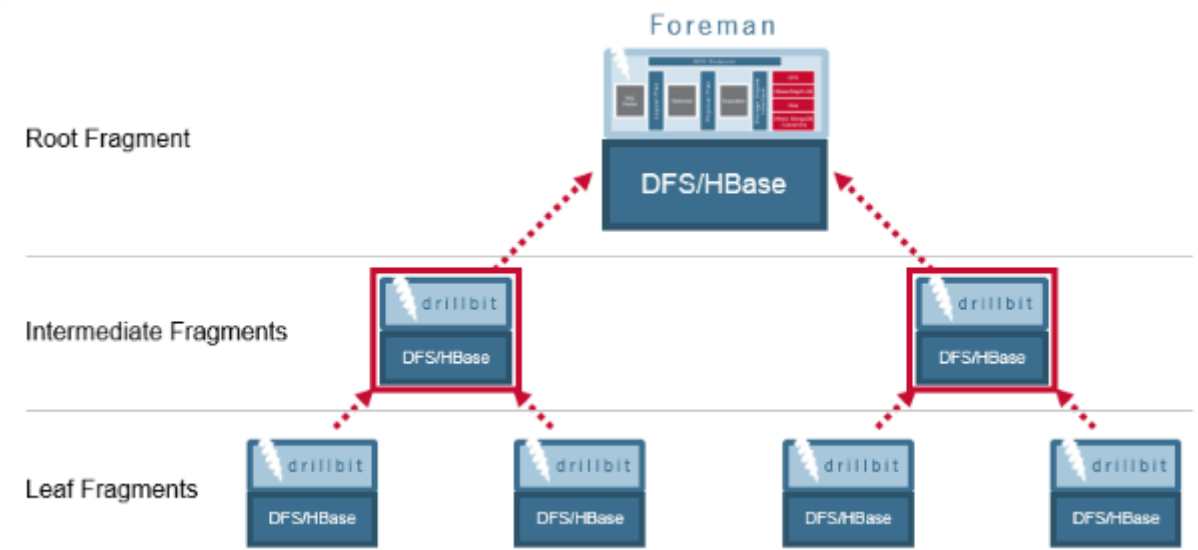 Foreman
Root Fragment
DFS/HBase
drillbit
drillbit
Intermediate Fragments
DFS/HBase
DFS/HBase
drillbit
drillbit
drillbit
drillbit
Leaf Fragments
DFS/HBase
DFS/HBase
DFS/HBase
DFS/HBase